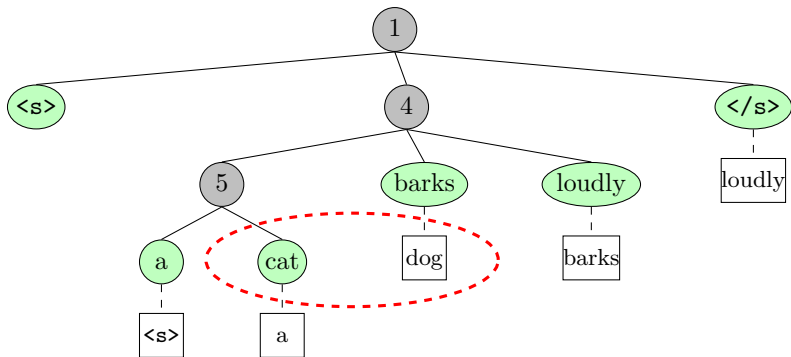 1
<s> 4 </s>
5 barks loudly loudly
a cat dog barks
<s> a